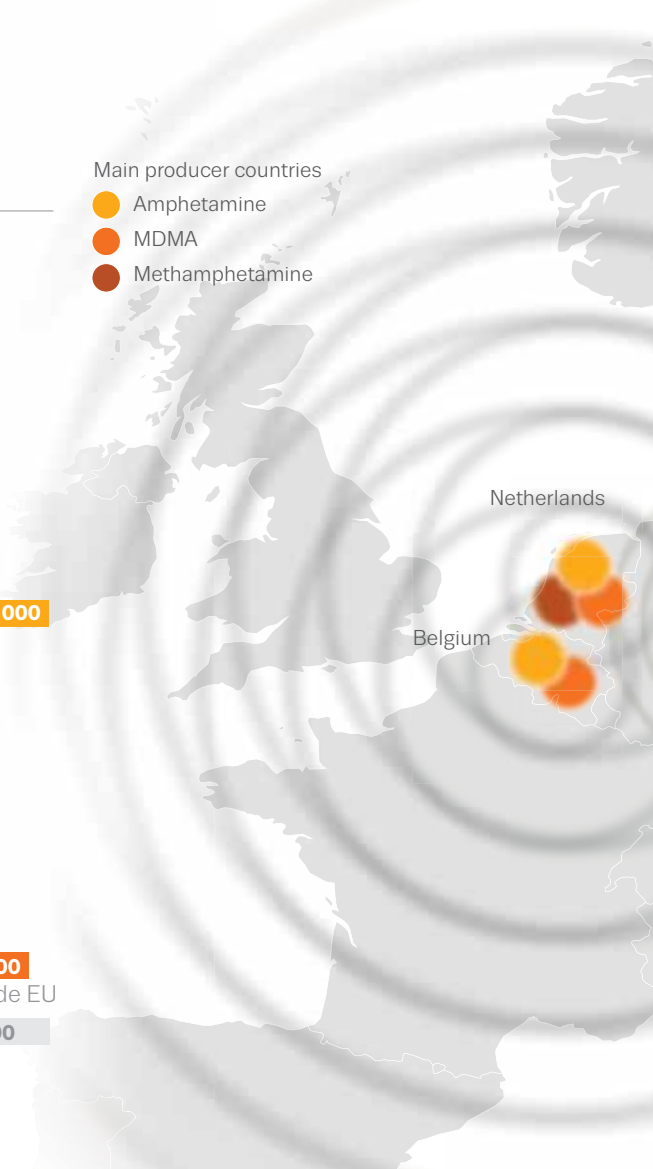 Main producer countries
Amphetamine
MDMA
Methamphetamine
Netherlands
000
Belgium
00
de EU
00